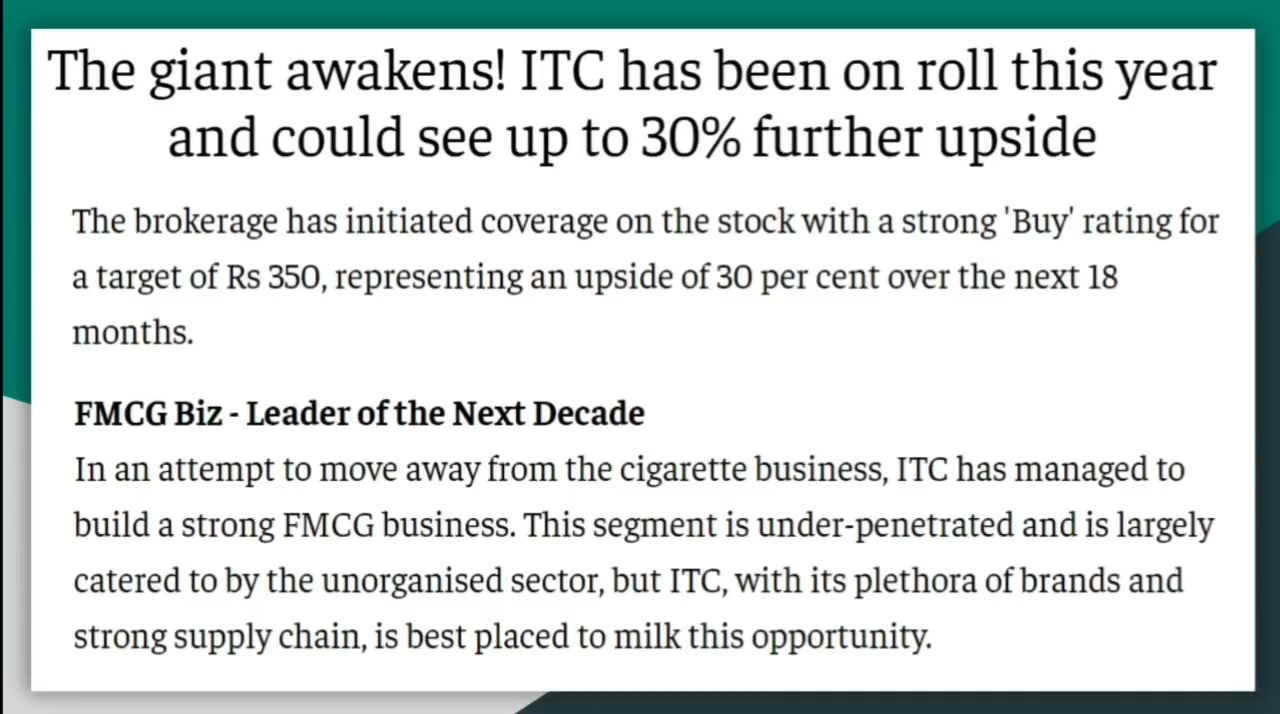 The giant awakens! ITC has been on roll this year
and could see up to 30% further upside
The brokerage has initiated coverage on the stock with a strong 'Buy' rating for
a target of Rs 350, representing an upside of 30 per cent over the next 18
months.
FMCG Biz - Leader of the Next Decade
In an attempt to move away from the cigarette business, ITC has managed to
build a strong FMCG business. This segment is under-penetrated and is largely
catered to by the unorganised sector, but ITC, with its plethora of brands and
strong supply chain, is best placed to milk this opportunity.